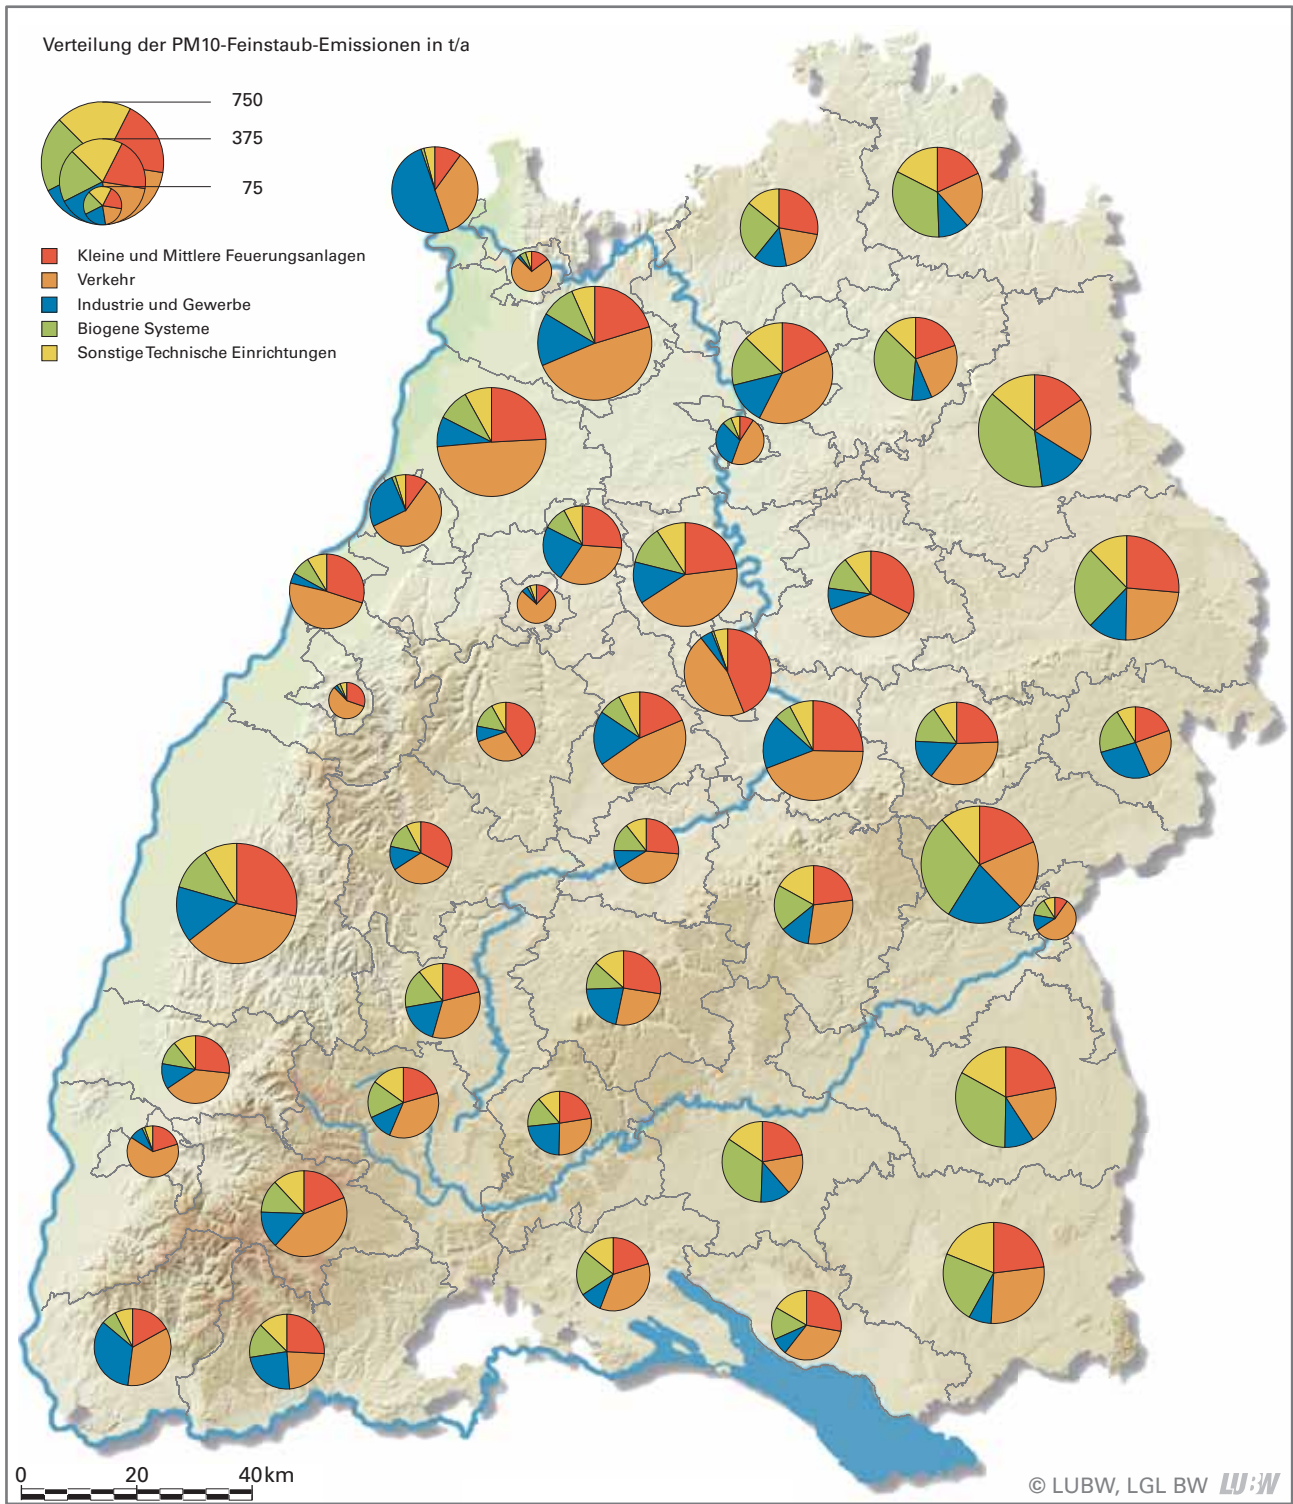 Verteilung der PM10-Feinstaub-Emissionen in t/a
750
375
75
Kleine und Mittlere Feuerungsanlagen
Verkehr
Industrie und Gewerbe
Biogene Systeme
Sonstige Technische Einrichtungen
0 20 40 km
© LUBW, LGL BW LUBW